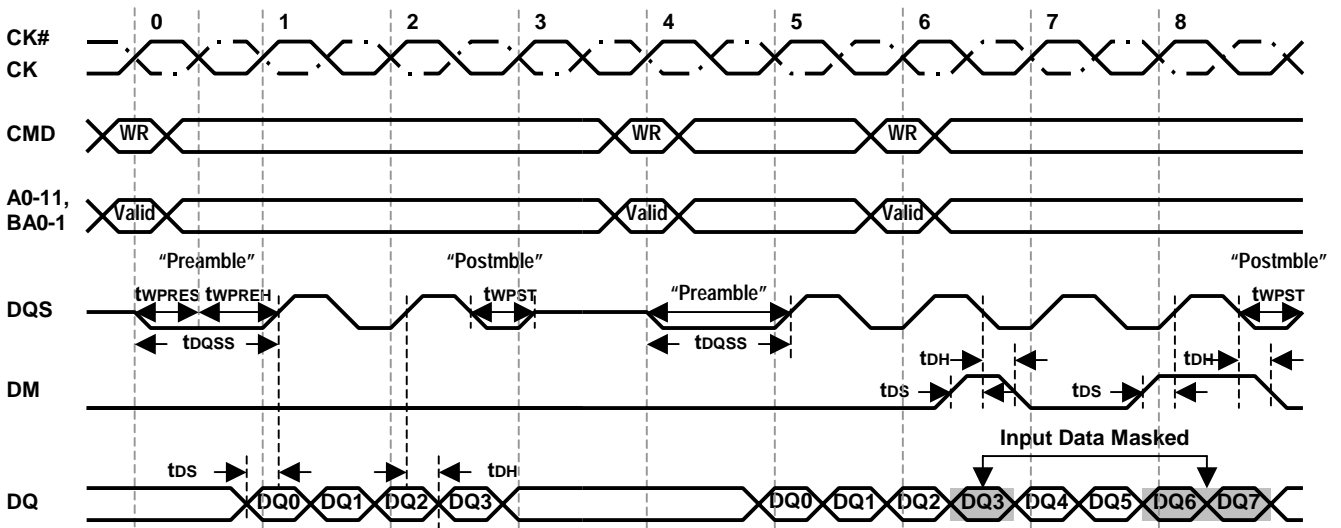 0 1 2 3 4 5 6 7 8
CK#
CK
CMD WR WR WR
A0-11,
BA0-1 Valid Valid Valid
"Preamble" "Postmble" "Postmble"
tWPRES tWPREH tWPST "Preamble" tWPST
DQS
tDQSS tDQSS
tDH tDH
DM tDS tDS
Input Data Masked
tDS tDH
DQ DQ0 DQ1 DQ2 DQ3 DQ0 DQ1 DQ2 DQ3 DQ4 DQ5 DQ6 DQ7